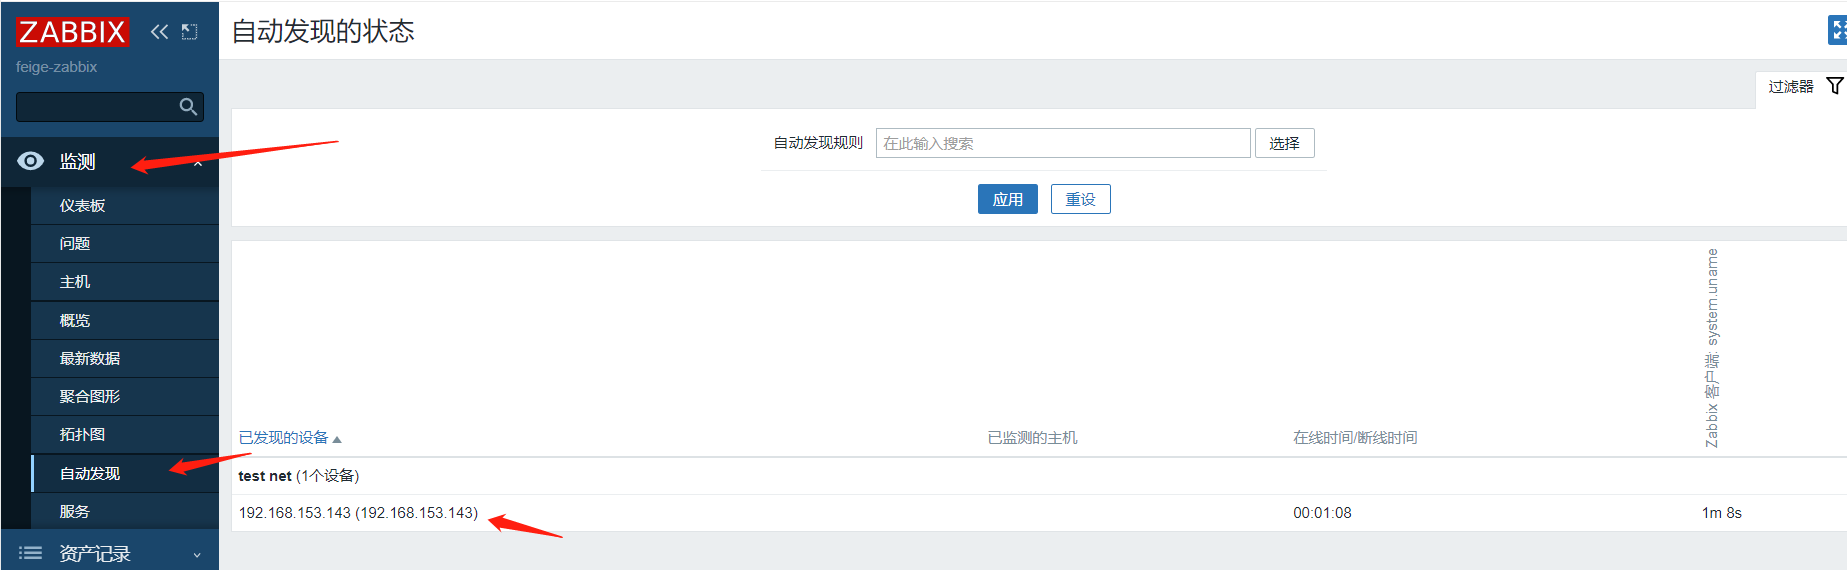 ZABBIX
feige-zabbix
监测
仪表板
问题
主机
概览
最新数据
聚合图形
拓扑图
自动发现
服务
资产记录
自动发现的状态
过滤器
自动发现规则 在此输入搜索 选择
应用 重设
Zabbix 客户端: system.uname
已发现的设备 已监测的主机 在线时间/断线时间
test net (1个设备)
192.168.153.143 (192.168.153.143) 00:01:08 1m 8s